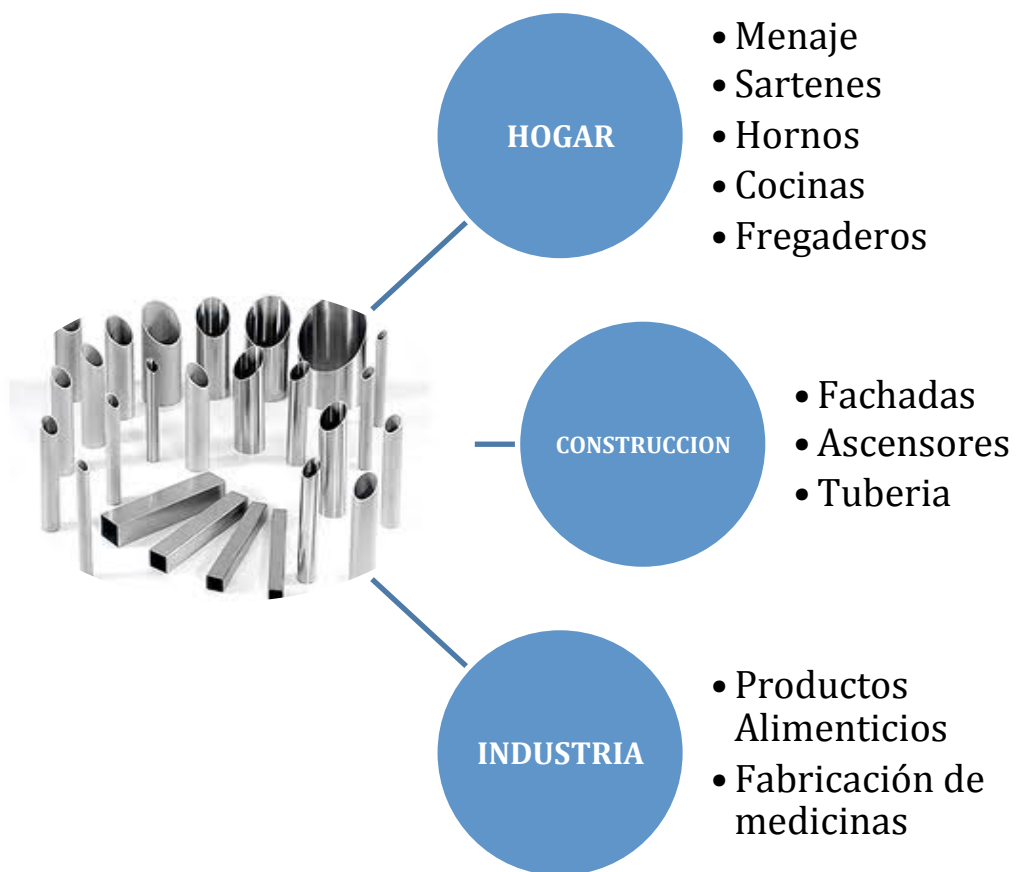 HOGAR
• Menaje
• Sartenes
• Hornos
• Cocinas
• Fregaderos
CONSTRUCCION
• Fachadas
• Ascensores
• Tuberia
INDUSTRIA
• Productos
Alimenticios
• Fabricación de
medicinas